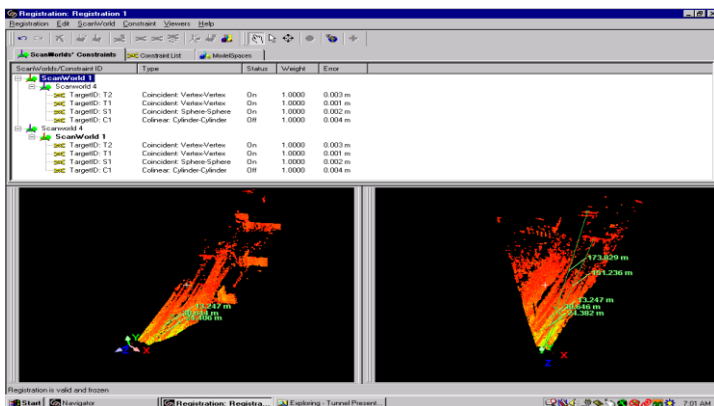 Registration: Registration 1
Registration Edit ScanWorld Constraint Viewers Help
ScanWorlds' Constraints Constraint List ModelSpaces
ScanWorlds/Constraint ID Type Status Weight Error
ScanWorld 1
Scanworld 4
TargetID: T2 Coincident: Vertex-Vertex On 1.0000 0.003 m
TargetID: T1 Coincident: Vertex-Vertex On 1.0000 0.001 m
TargetID: S1 Coincident: Sphere-Sphere On 1.0000 0.002 m
TargetID: C1 Colinear: Cylinder-Cylinder Off 1.0000 0.004 m
Scanworld 4
ScanWorld 1
TargetID: T2 Coincident: Vertex-Vertex On 1.0000 0.003 m
TargetID: T1 Coincident: Vertex-Vertex On 1.0000 0.001 m
TargetID: S1 Coincident: Sphere-Sphere On 1.0000 0.002 m
TargetID: C1 Colinear: Cylinder-Cylinder Off 1.0000 0.004 m
13.247 m
Y
Z X
173.829 m
151.236 m
13.247 m
30.646 m
24.382 m
X
Z
Registration is valid and frozen
Start Navigator Registration: Registra... Exploring - Tunnel Present... 7:01 AM